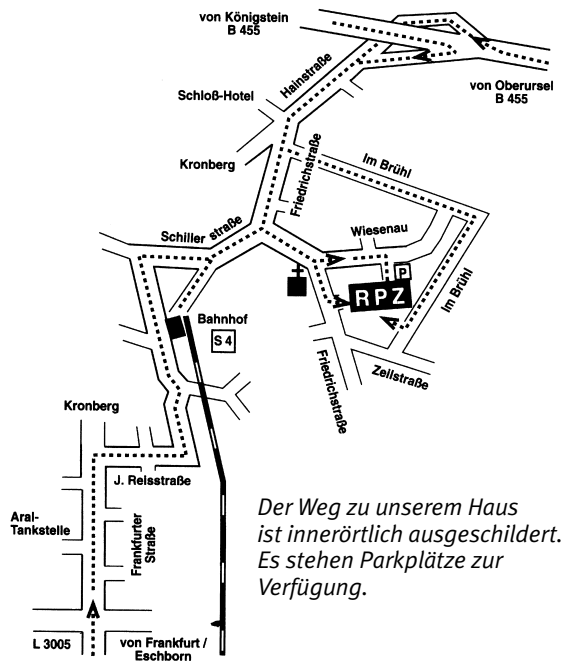 von Königstein
B 455
von Oberursel
B 455
Hainstraße
Schloß-Hotel
Kronberg
Friedrichstraße
Im Brühl
Schiller straße
Wiesenau
P
RPZ
Im Brühl
Bahnhof
S 4
Friedrichstraße
Zeilstraße
Kronberg
J. Reisstraße
Aral-
Tankstelle
Frankfurter
Straße
L 3005
von Frankfurt /
Eschborn
Der Weg zu unserem Haus
ist innerörtlich ausgeschildert.
Es stehen Parkplätze zur
Verfügung.